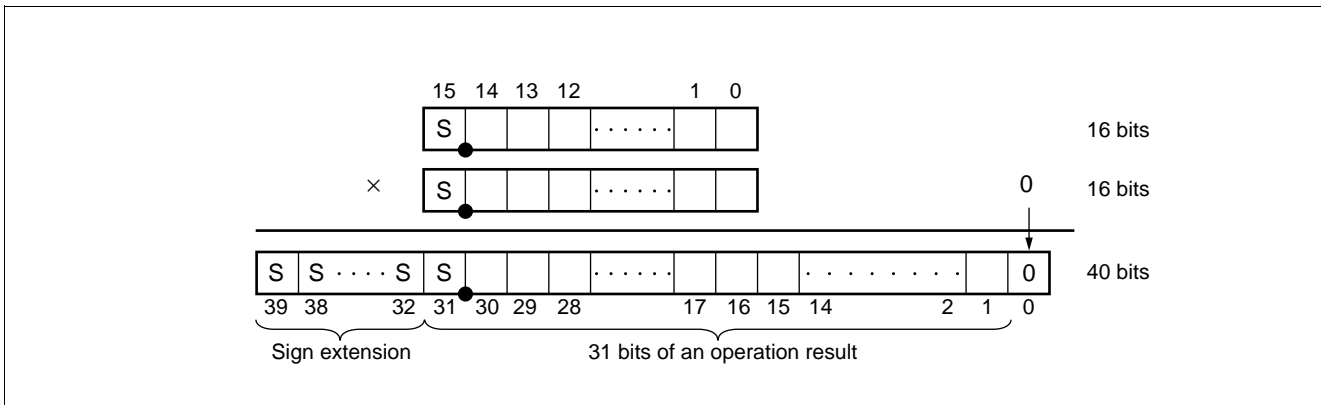 15 14 13 12 1 0
S · · · · · · 16 bits
× S · · · · · · 0 16 bits
S S · · · · S S · · · · · · · · · · · · · · 0 40 bits
39 38 32 31 30 29 28 17 16 15 14 2 1 0
Sign extension 31 bits of an operation result